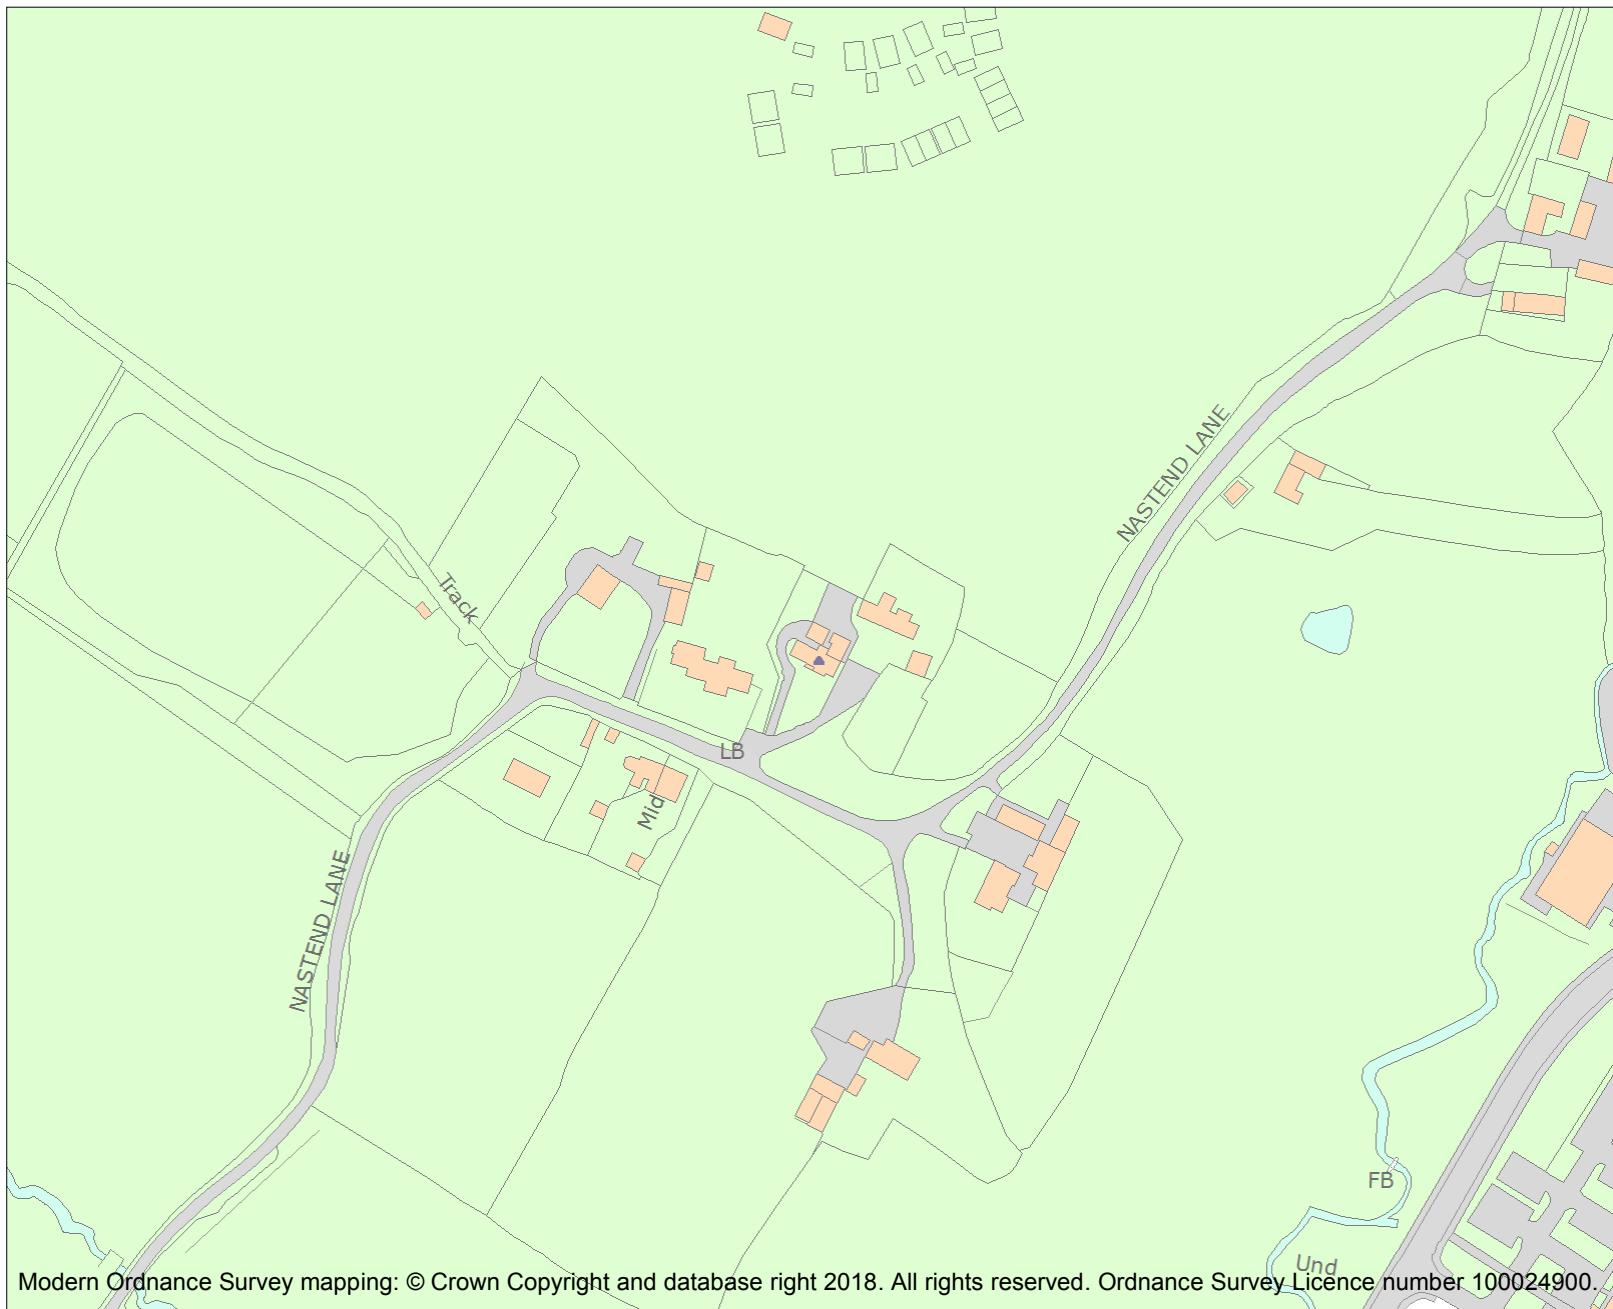 NASTEND LANE
Track
LB
Mid
NASTEND LANE
FB
Und
Modern Ordnance Survey mapping: © Crown Copyright and database right 2018. All rights reserved. Ordnance Survey Licence number 100024900.